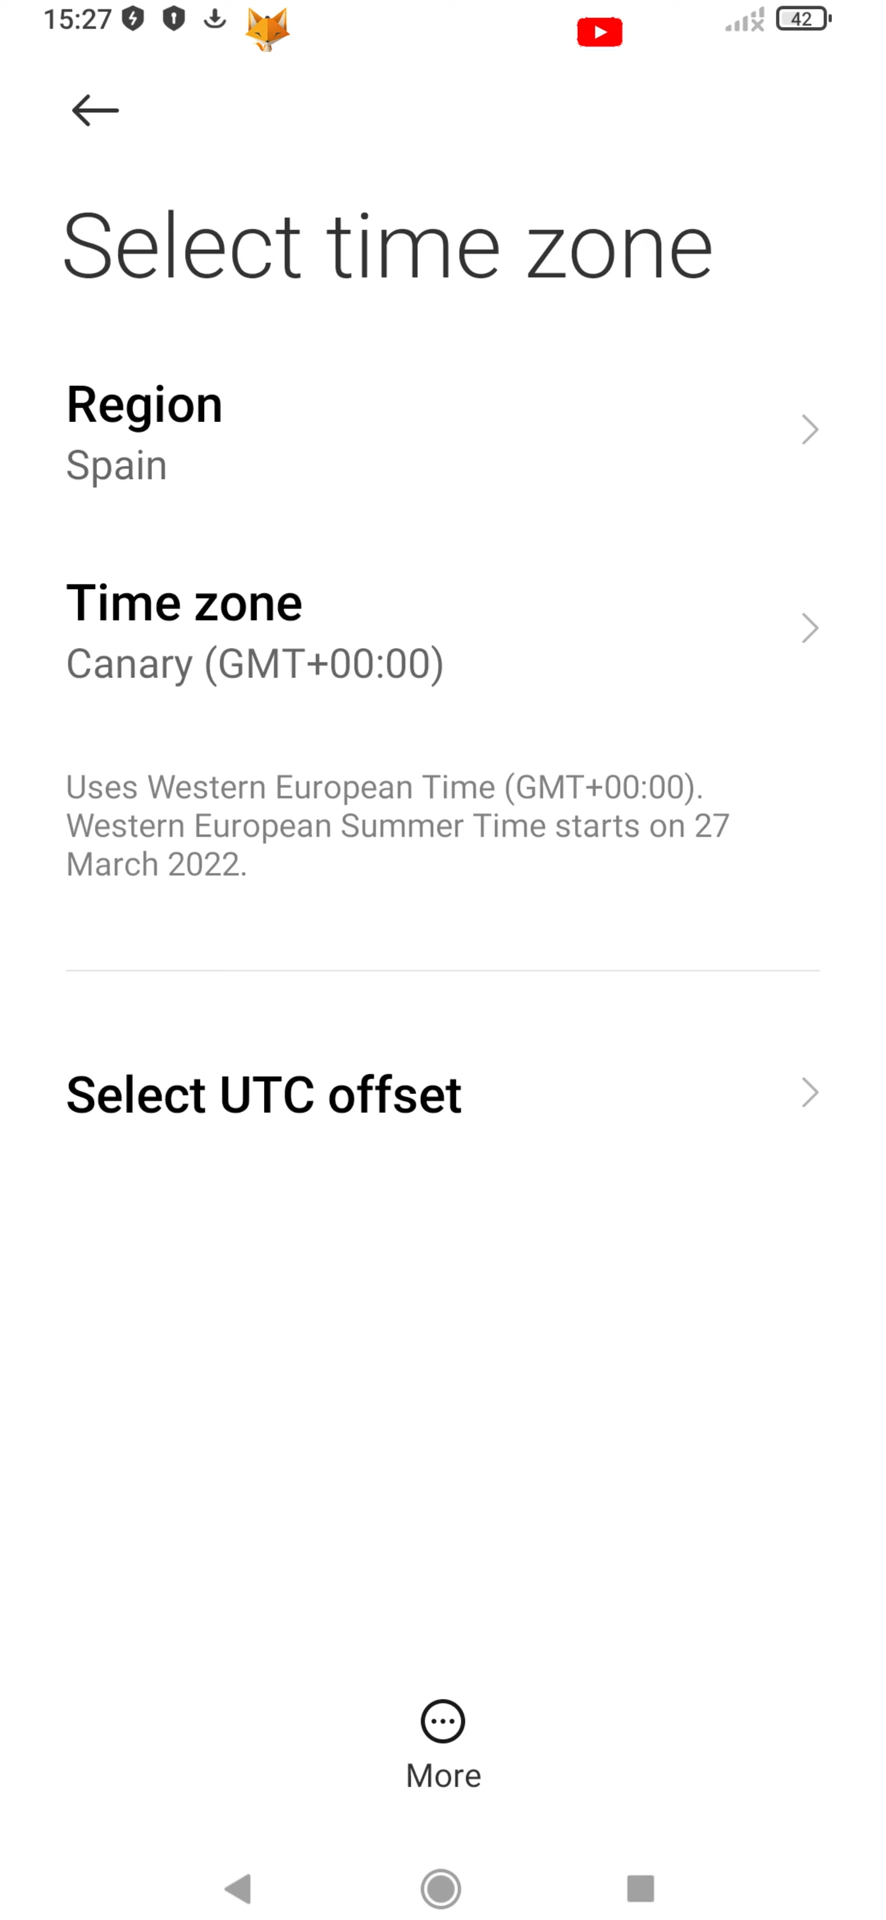 15:27
42
Select time zone
Region
Spain
Time zone
Canary (GMT+00:00)
Uses Western European Time (GMT+00:00).
Western European Summer Time starts on 27
March 2022.
Select UTC offset
More